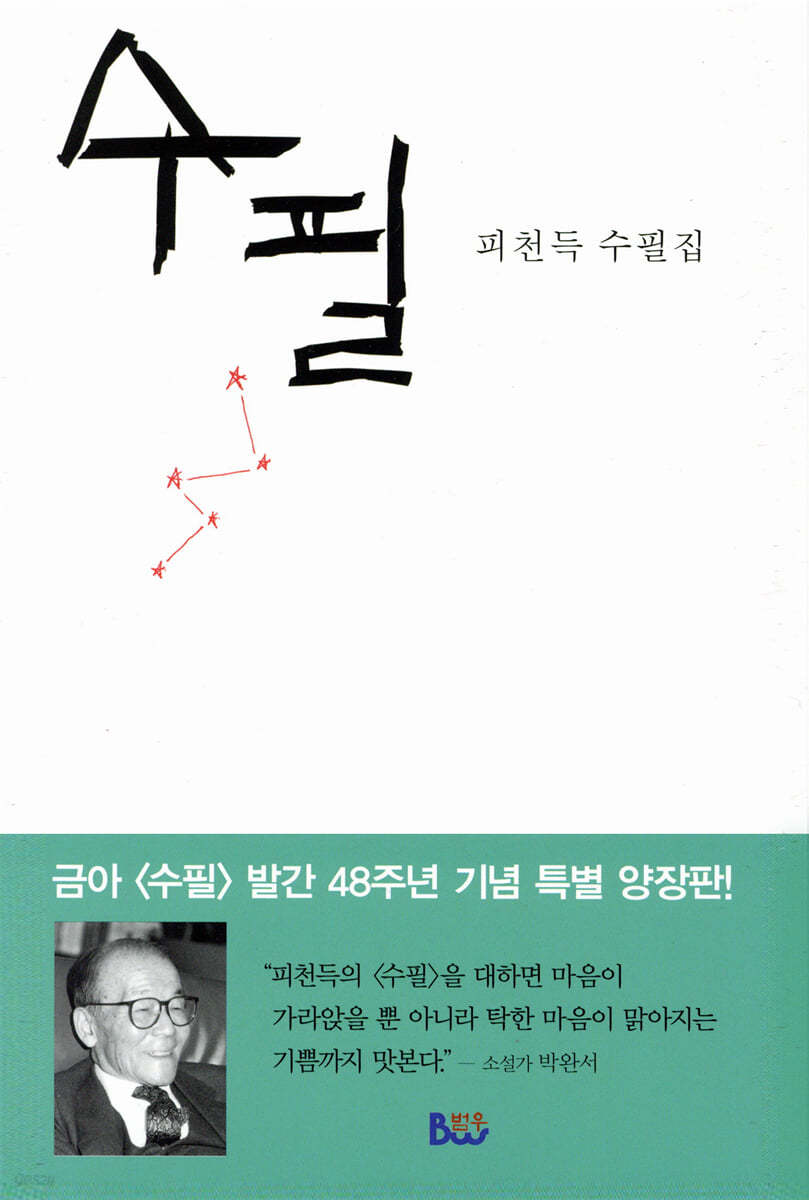 수필
피천득 수필집
금아 〈수필〉 발간 48주년 기념 특별 양장판!
“피천득의 〈수필〉을 대하면 마음이
가라앉을 뿐 아니라 탁한 마음이 맑아지는
기쁨까지 맛본다.” — 소설가 박완서
범우
Bw